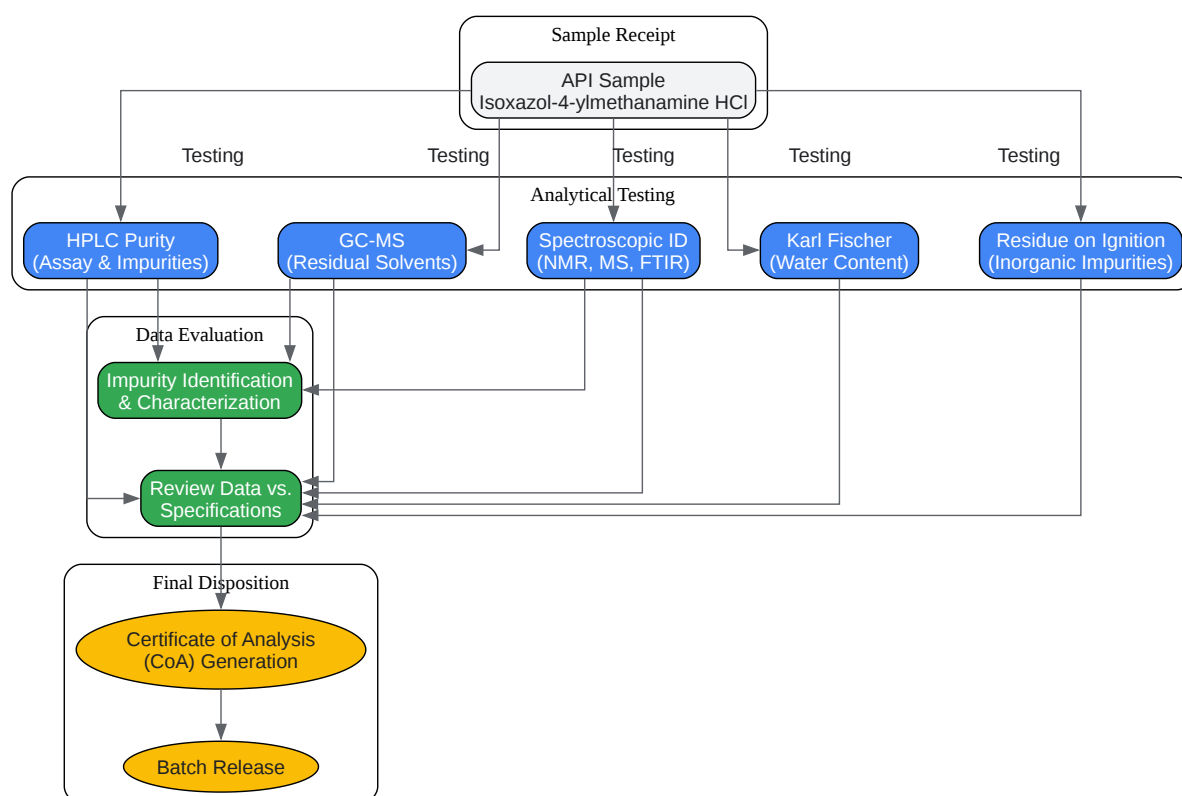 Sample Receipt
API Sample
Isoxazol-4-ylmethanamine HCl
Testing
Testing
Testing
Testing
Testing
Analytical Testing
HPLC Purity
(Assay & Impurities)
GC-MS
(Residual Solvents)
Spectroscopic ID
(NMR, MS, FTIR)
Karl Fischer
(Water Content)
Residue on Ignition
(Inorganic Impurities)
Data Evaluation
Impurity Identification
& Characterization
Review Data vs.
Specifications
Final Disposition
Certificate of Analysis
(CoA) Generation
Batch Release